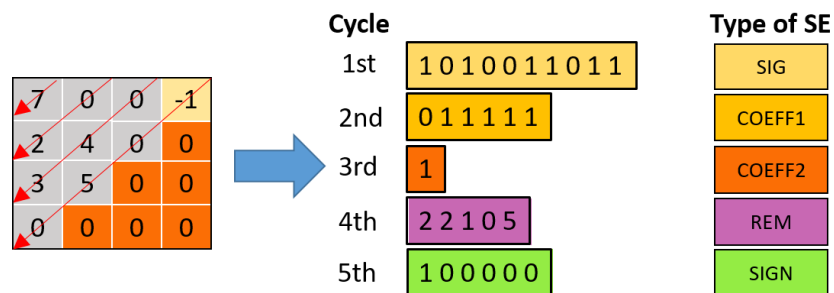 Cycle Type of SE
1st 1 0 1 0 0 1 1 0 1 1 SIG
7 0 0 -1
2nd 0 1 1 1 1 1 COEFF1
2 4 0 0
3rd 1 COEFF2
3 5 0 0
4th 2 2 1 0 5 REM
0 0 0 0
5th 1 0 0 0 0 0 SIGN